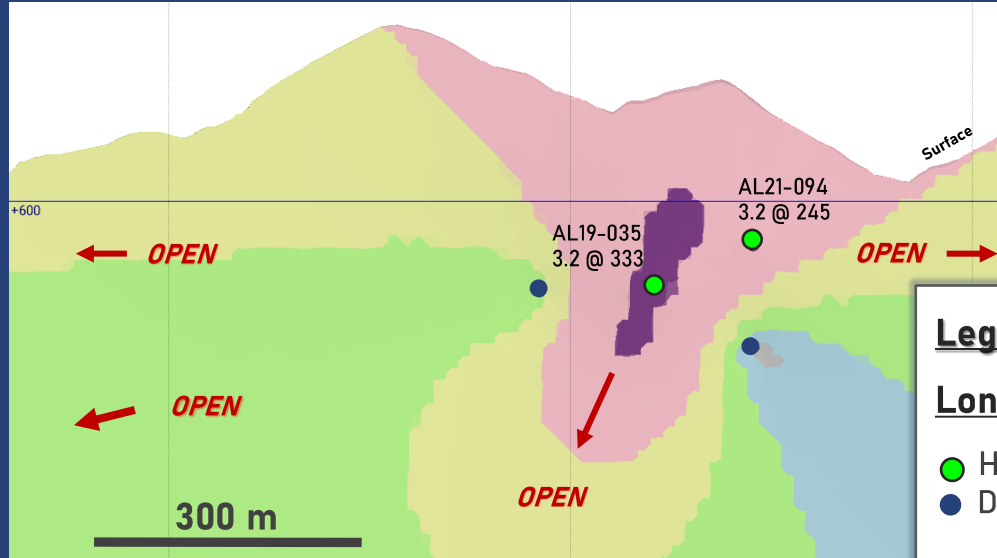 Surface
AL21-094
3.2 @ 245
+600
AL19-035
3.2 @ 333
OPEN
OPEN
OPEN
OPEN
300 m
Leg
Lon
H
D